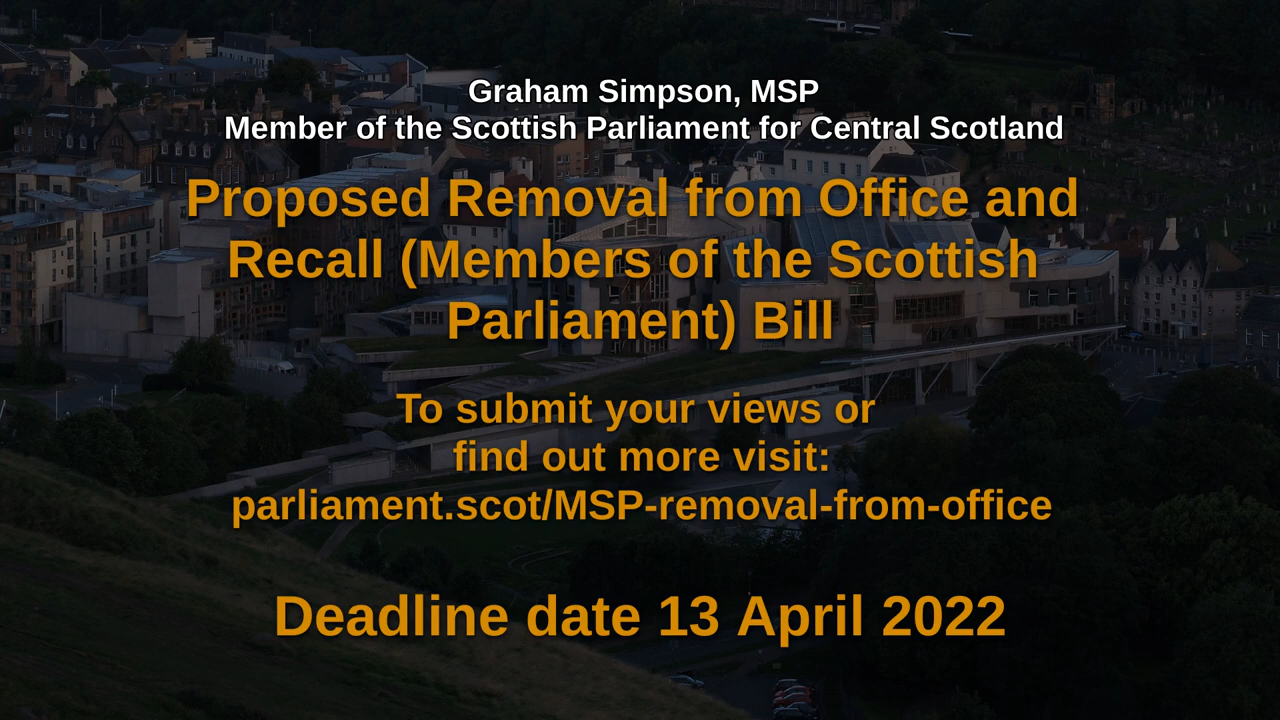 Graham Simpson, MSP
Member of the Scottish Parliament for Central Scotland
Proposed Removal from Office and
Recall (Members of the Scottish
Parliament) Bill
To submit your views or
find out more visit:
parliament.scot/MSP-removal-from-office
Deadline date 13 April 2022